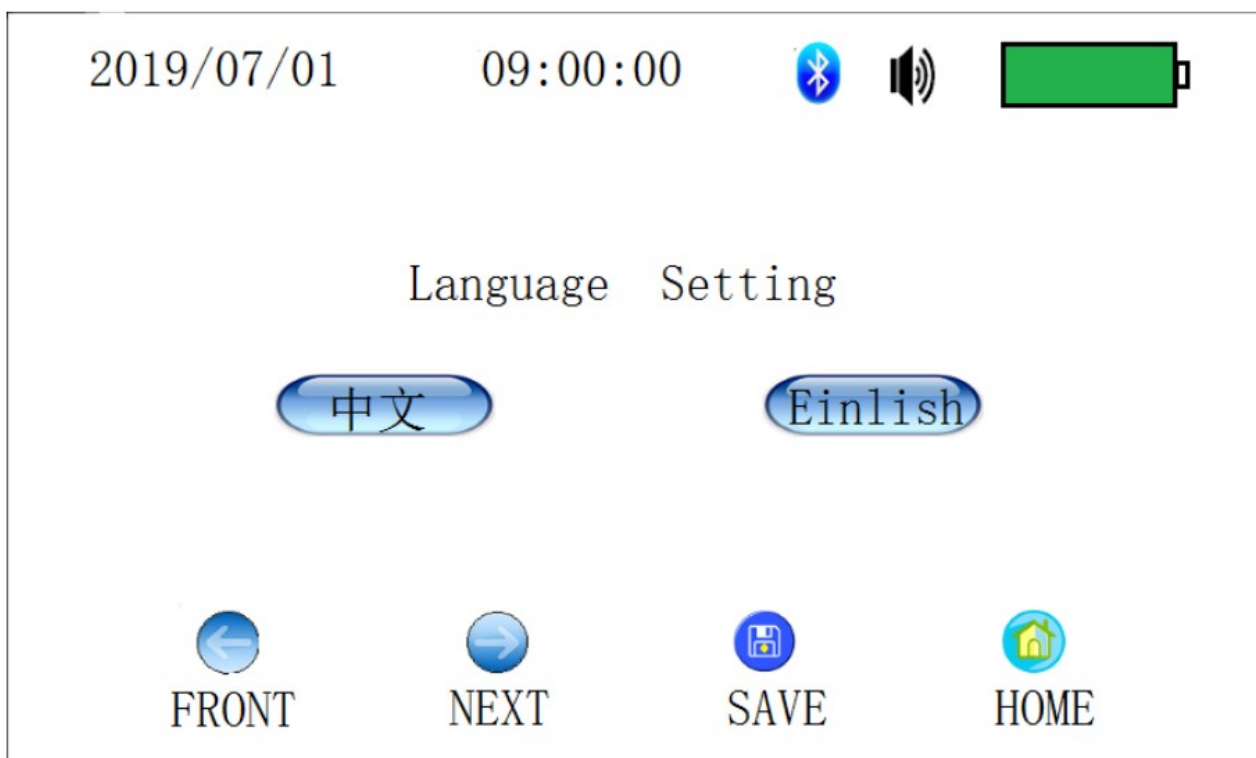 2019/07/01 09:00:00
Language Setting
中文 Einlish
FRONT NEXT SAVE HOME